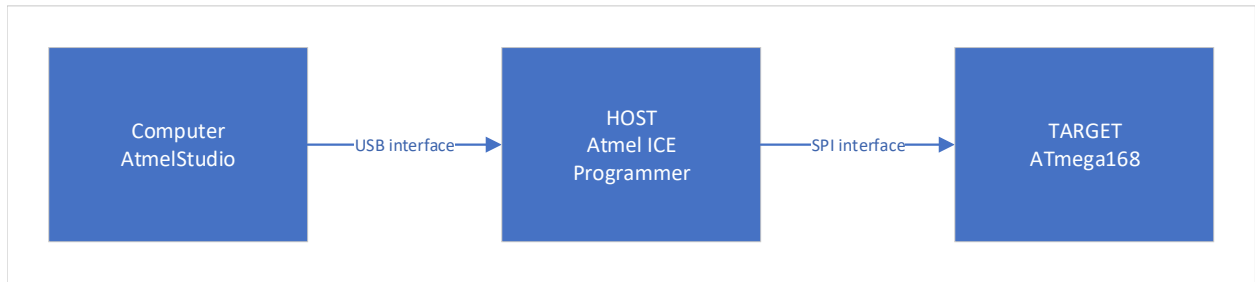 Computer
AtmelStudio
USB interface
HOST
Atmel ICE
Programmer
SPI interface
TARGET
ATmega168